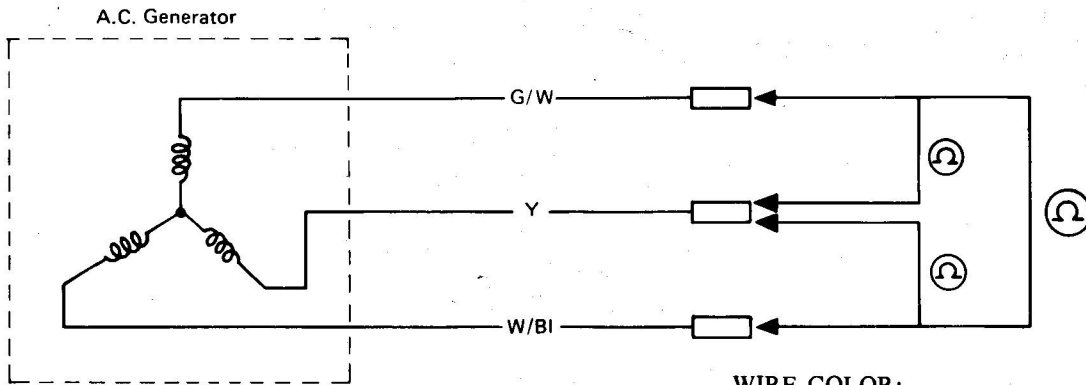 A.C. Generator
G/W
Ω
Y
Ω
Ω
W/Bl
WIRE COLOR: